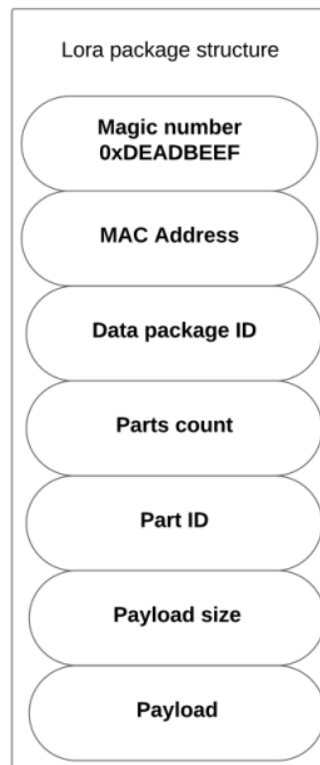 Lora package structure
Magic number
0xDEADBEEF
MAC Address
Data package ID
Parts count
Part ID
Payload size
Payload